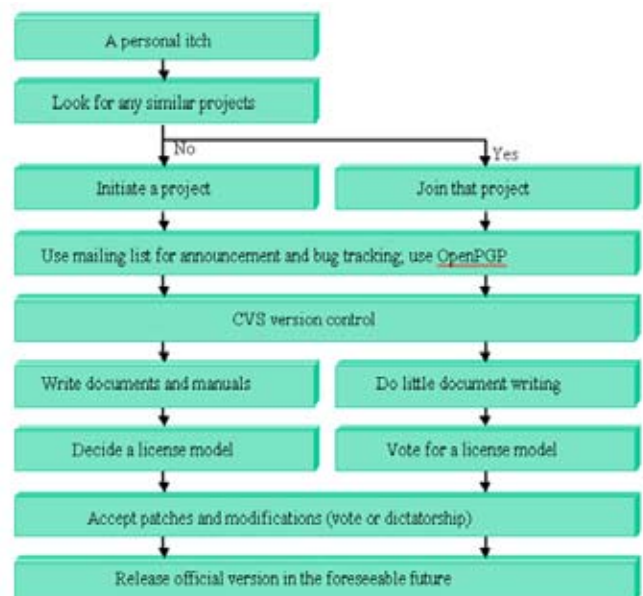 A personal itch
Look for any similar projects
No
Yes
Initiate a project
Join that project
Use mailing list for announcement and bug tracking, use OpenPGP
CVS version control
Write documents and manuals
Do little document writing
Decide a license model
Vote for a license model
Accept patches and modifications (vote or dictatorship)
Release official version in the foreseeable future